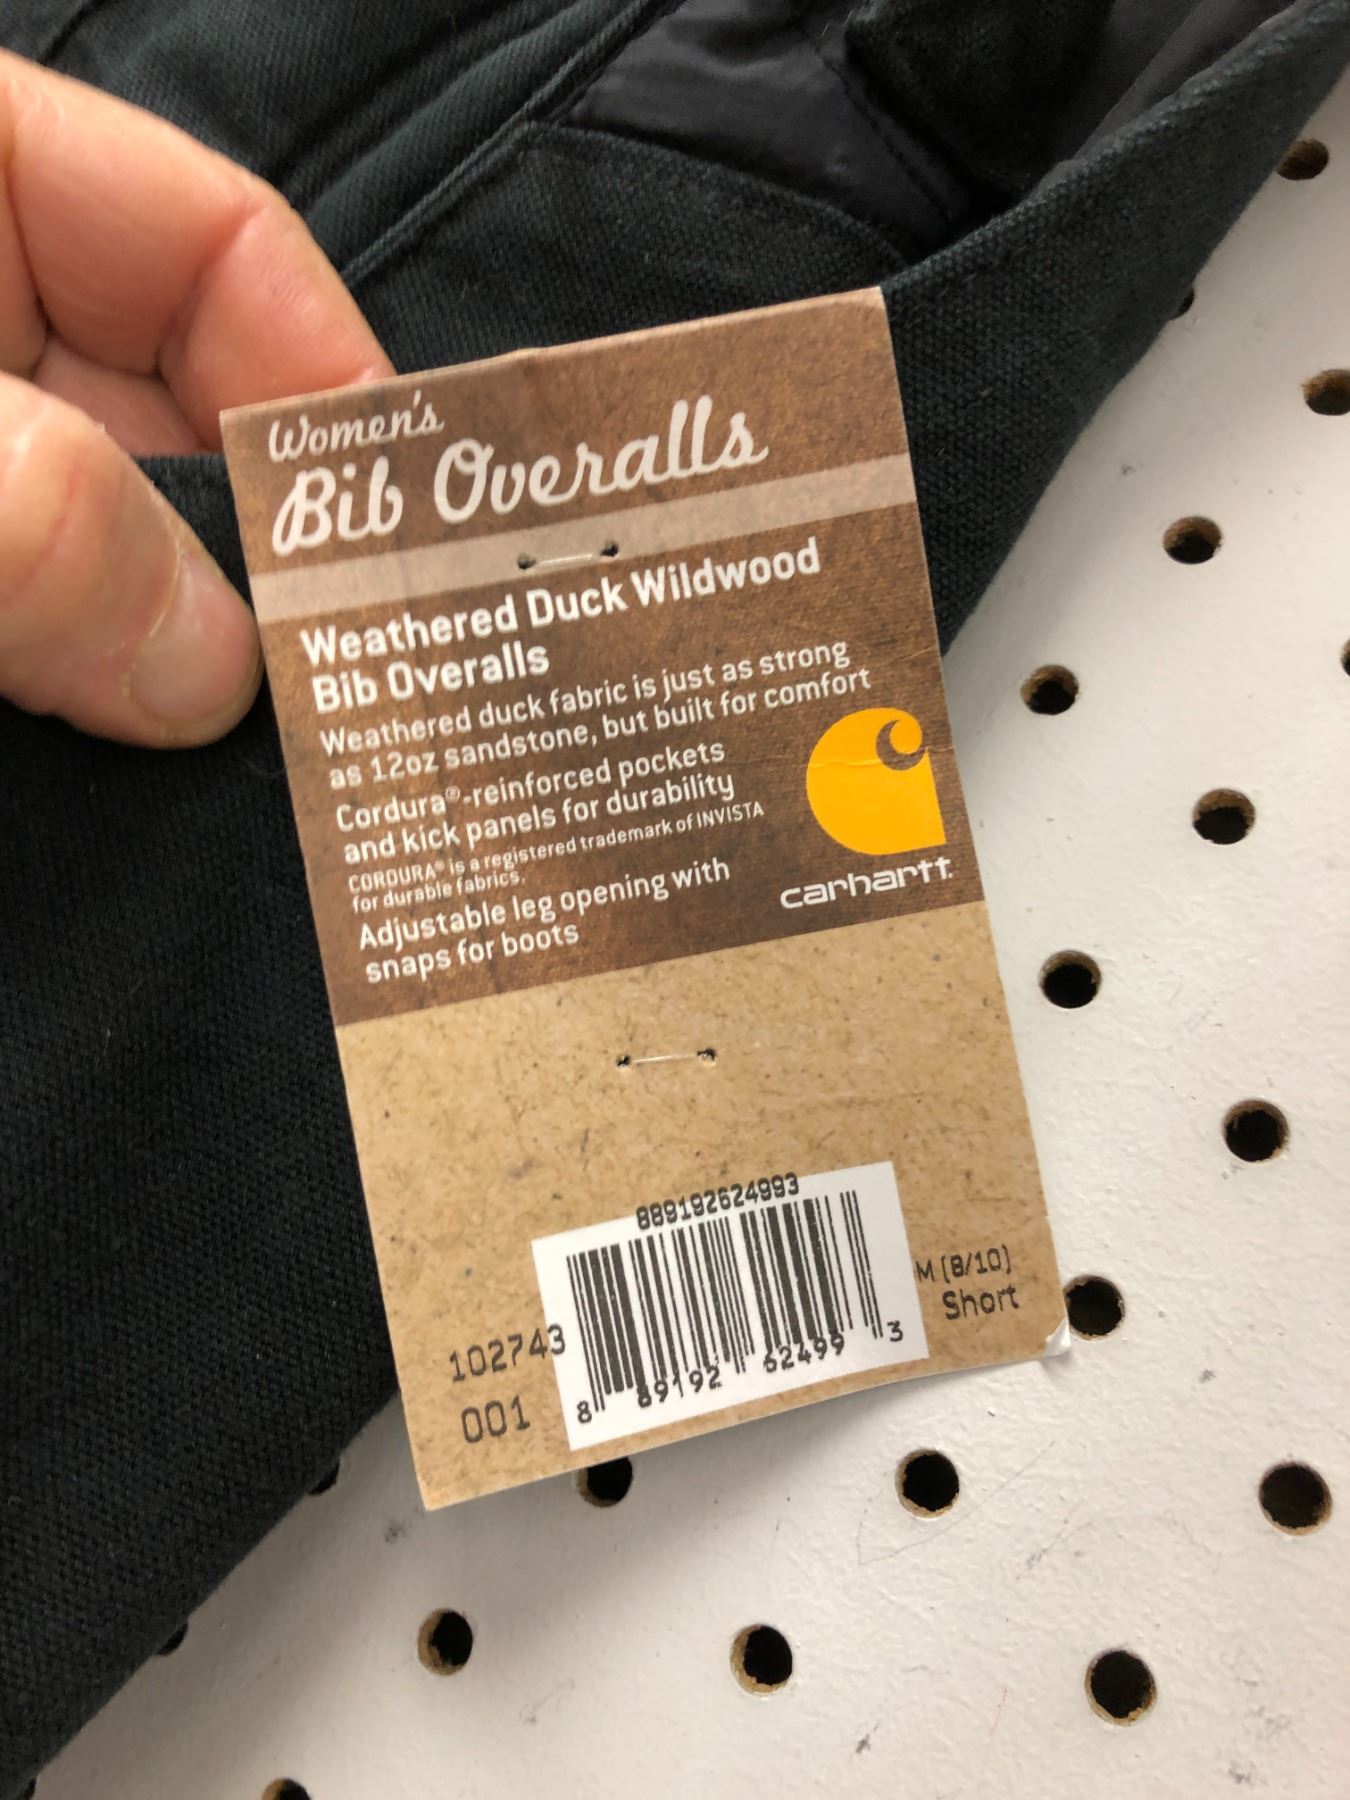 Women's
Bib Overalls
Weathered Duck Wildwood
Bib Overalls
Weathered duck fabric is just as strong
as 12oz sandstone, but built for comfort
Cordura®-reinforced pockets
and kick panels for durability
CORDURA® is a registered trademark of INVISTA
for durable fabrics.
Adjustable leg opening with
snaps for boots
carhartt.
889192624993
M (8/10)
Short
102743
001
8 89192 62499 3